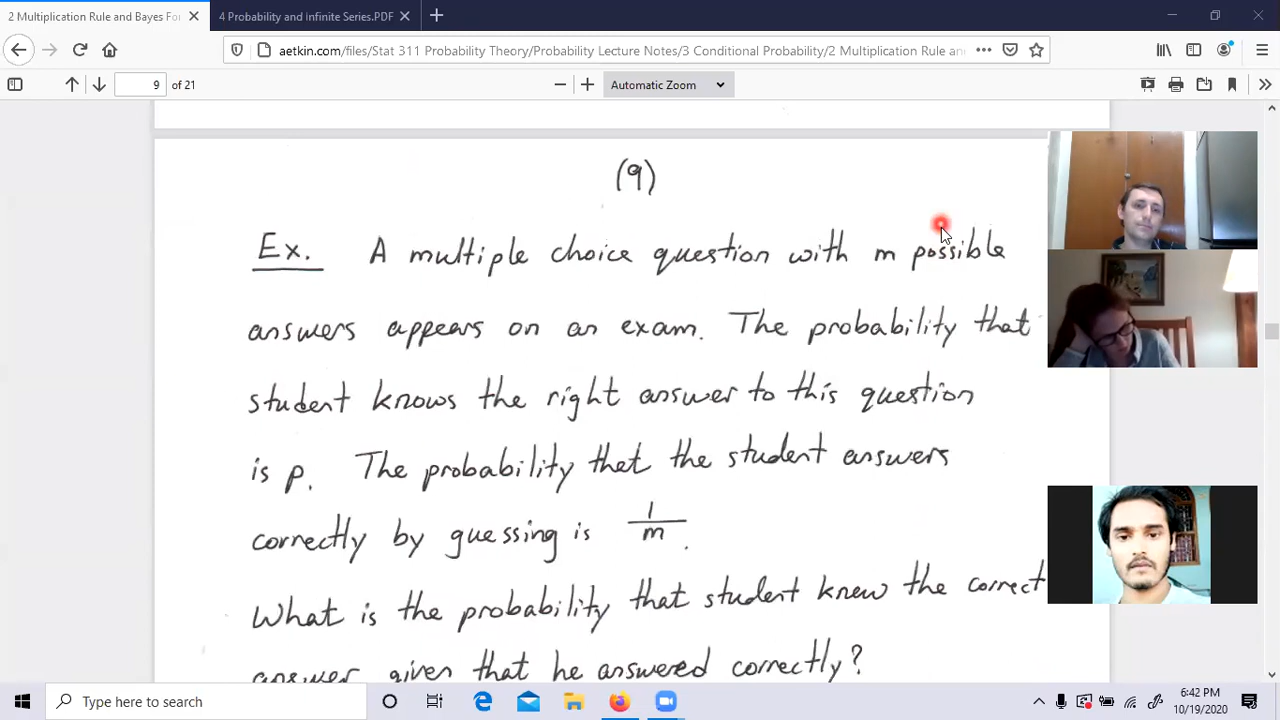 2 Multiplication Rule and Bayes For
4 Probability and Infinite Series.PDF
aetkin.com/files/Stat 311 Probability Theory/Probability Lecture Notes/3 Conditional Probability/2 Multiplication Rule an
9 of 21
Automatic Zoom
(9)
Ex. A multiple choice question with m possible
answers appears on an exam. The probability that
student knows the right answer to this question
is p. The probability that the student answers
correctly by guessing is 1/m.
What is the probability that student knew the correct
answer given that he answered correctly?
Type here to search
6:42 PM
10/19/2020